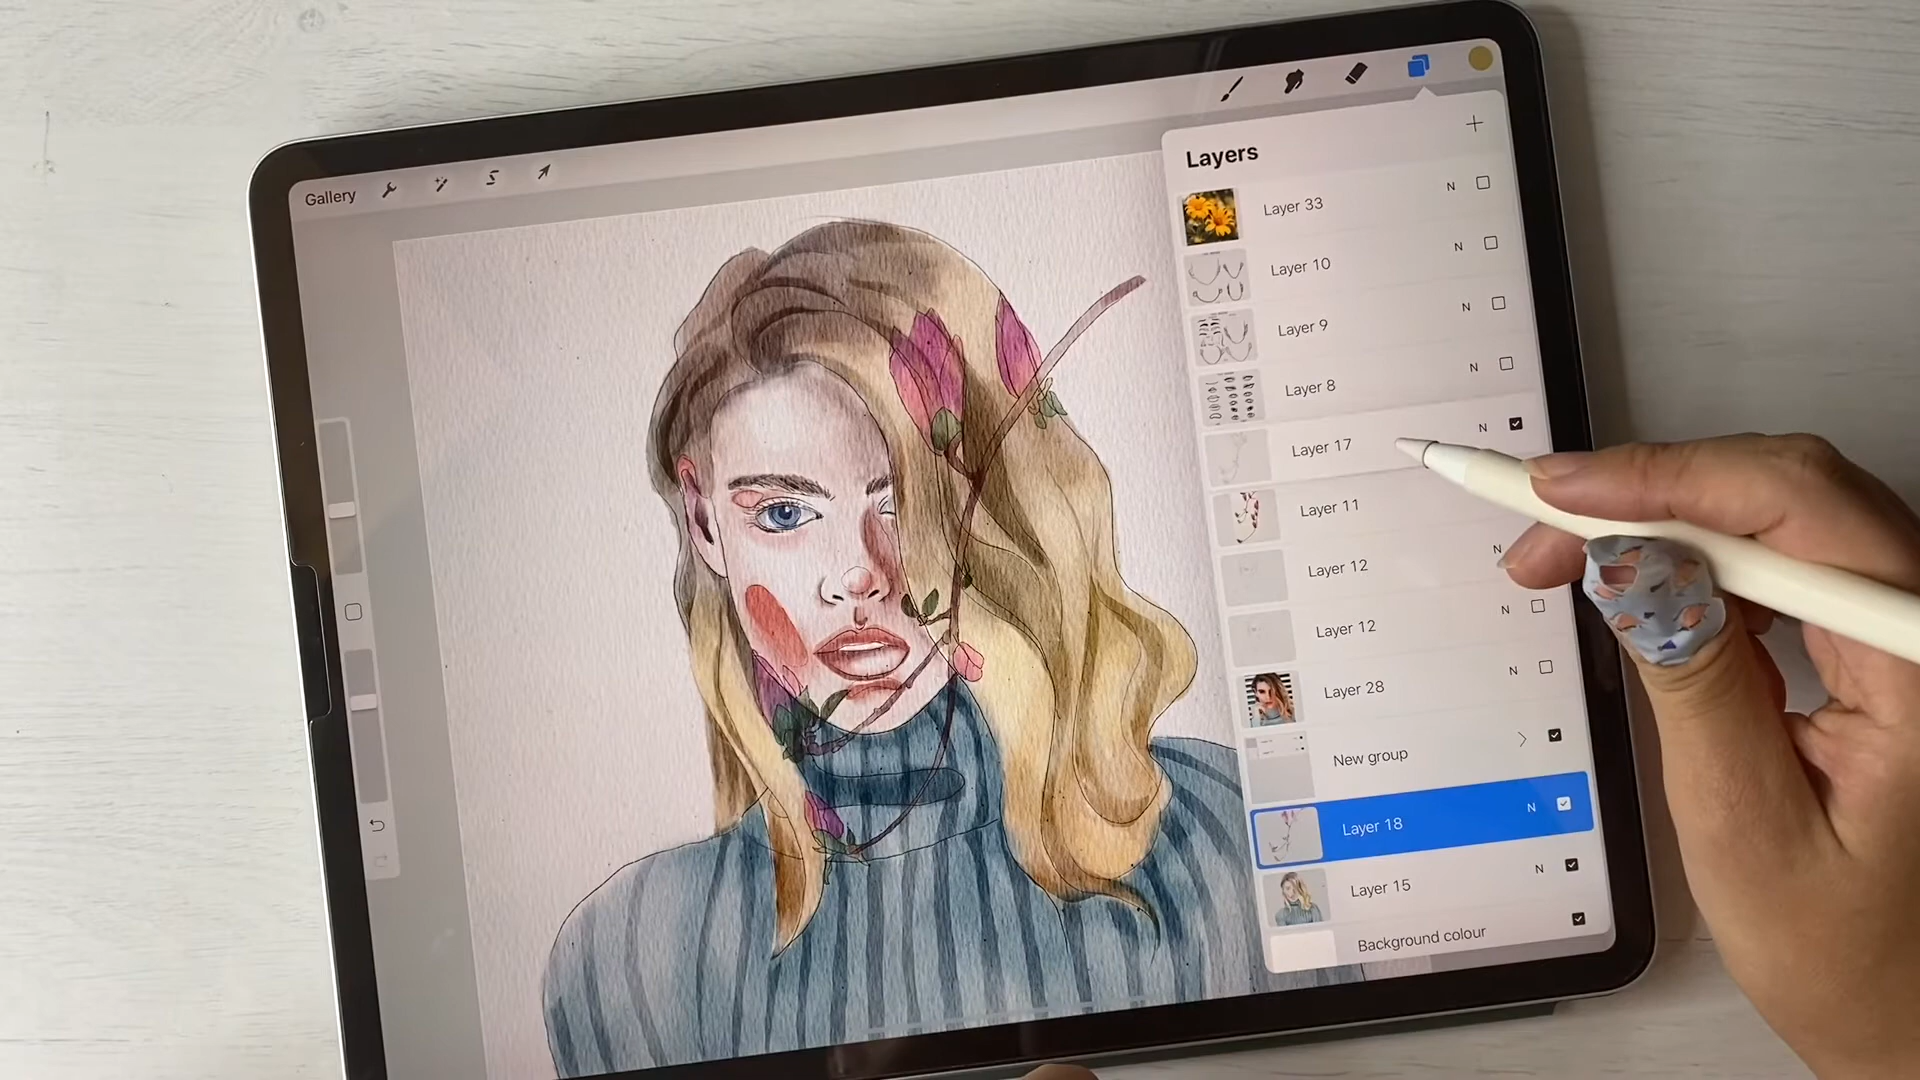 Gallery
Layers
Layer 33 N
Layer 10 N
Layer 9 N
Layer 8 N
Layer 17 N
Layer 11
Layer 12 N
Layer 12 N
Layer 28 N
New group
Layer 18 N
Layer 15 N
Background colour